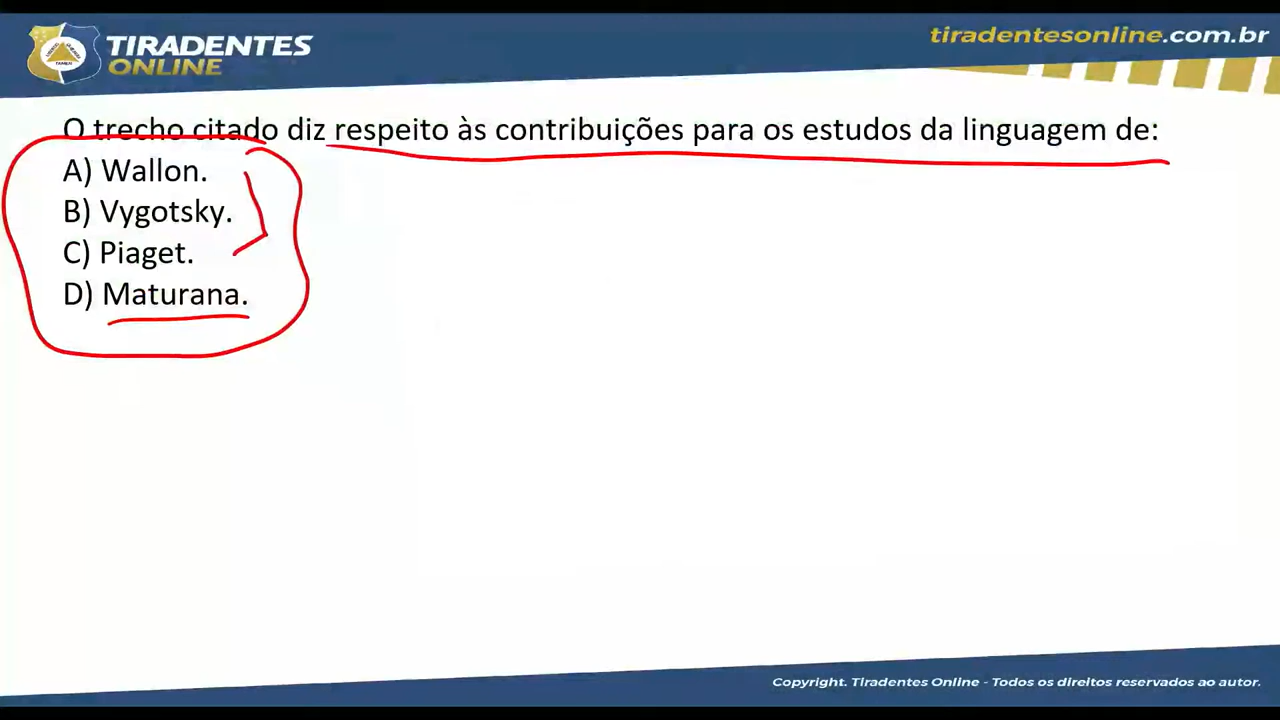 TIRADENTES
ONLINE
tiradentesonline.com.br
O trecho citado diz respeito às contribuições para os estudos da linguagem de:
A) Wallon.
B) Vygotsky.
C) Piaget.
D) Maturana.
Copyright. Tiradentes Online - Todos os direitos reservados ao autor.